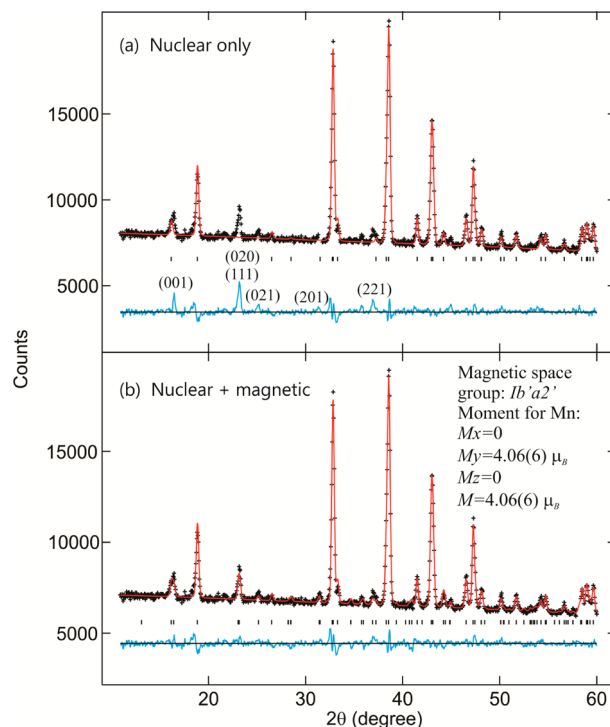 (a) Nuclear only
15000
10000
(020)
(111)
(001)
(021)
(201)
(221)
5000
Counts
(b) Nuclear + magnetic
Magnetic space
group: Ib’a2’
Moment for Mn:
Mx=0
My=4.06(6) μB
Mz=0
M=4.06(6) μB
15000
10000
5000
20 30 40 50 60
2θ (degree)